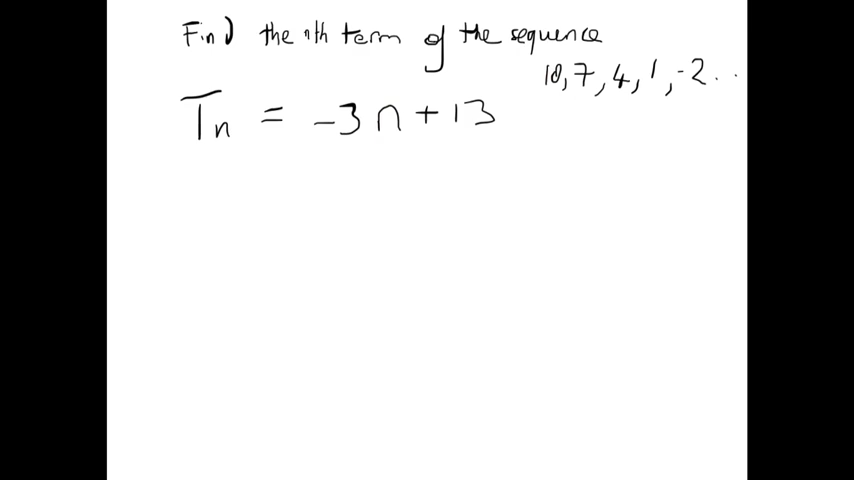 Find the nth term of the sequence
10, 7, 4, 1, -2...
Tn = -3n + 13